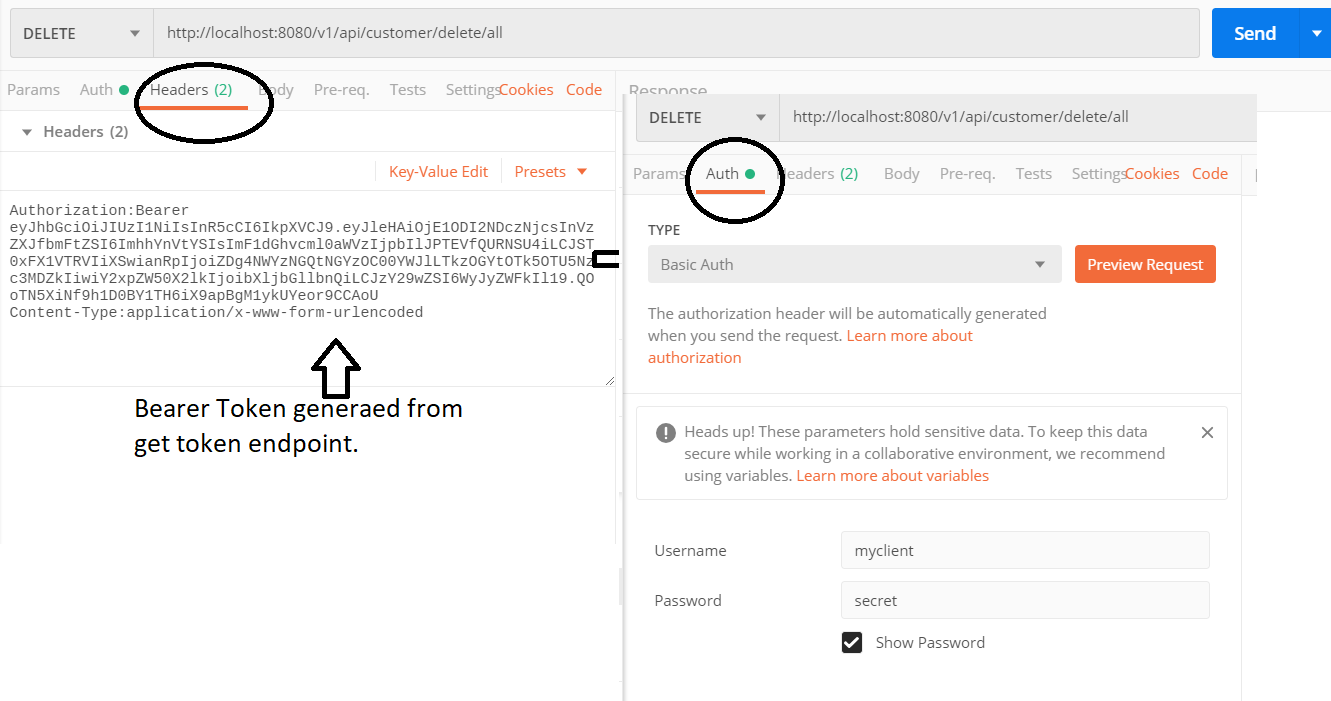 DELETE http://localhost:8080/v1/api/customer/delete/all Send
Params Auth Headers (2) Body Pre-req. Tests Settings Cookies Code
Headers (2)
Key-Value Edit Presets
Authorization:Bearer
eyJhbGciOiJIUzI1NiIsInR5cCI6IkpXVCJ9.eyJleHAiOjE1ODI2NDczNjcsInVz
ZXJfbmFtZSI6ImhhYnVtYSIsImF1dGhvcml0aWVzIjpbIlJPTEVfQURNSU4iLCJST
0xFX1VTRVIiXSwianRpIjoiZDg4NWYzNGQtNGYzOC00YWJlLTkzOGYtOTk5OTU5Nz
c3MDZkIiwiY2xpZW50X2lkIjoibXljbGllbnQiLCJzY29wZSI6WyJyZWFkIl19.QO
oTN5XiNf9h1D0BY1TH6iX9apBgM1ykUYeor9CCAoU
Content-Type:application/x-www-form-urlencoded
Bearer Token generaed from
get token endpoint.
Response
DELETE http://localhost:8080/v1/api/customer/delete/all
Params Auth Headers (2) Body Pre-req. Tests Settings Cookies Code
TYPE
Basic Auth Preview Request
The authorization header will be automatically generated
when you send the request. Learn more about
authorization
Heads up! These parameters hold sensitive data. To keep this data
secure while working in a collaborative environment, we recommend
using variables. Learn more about variables
Username myclient
Password secret
Show Password